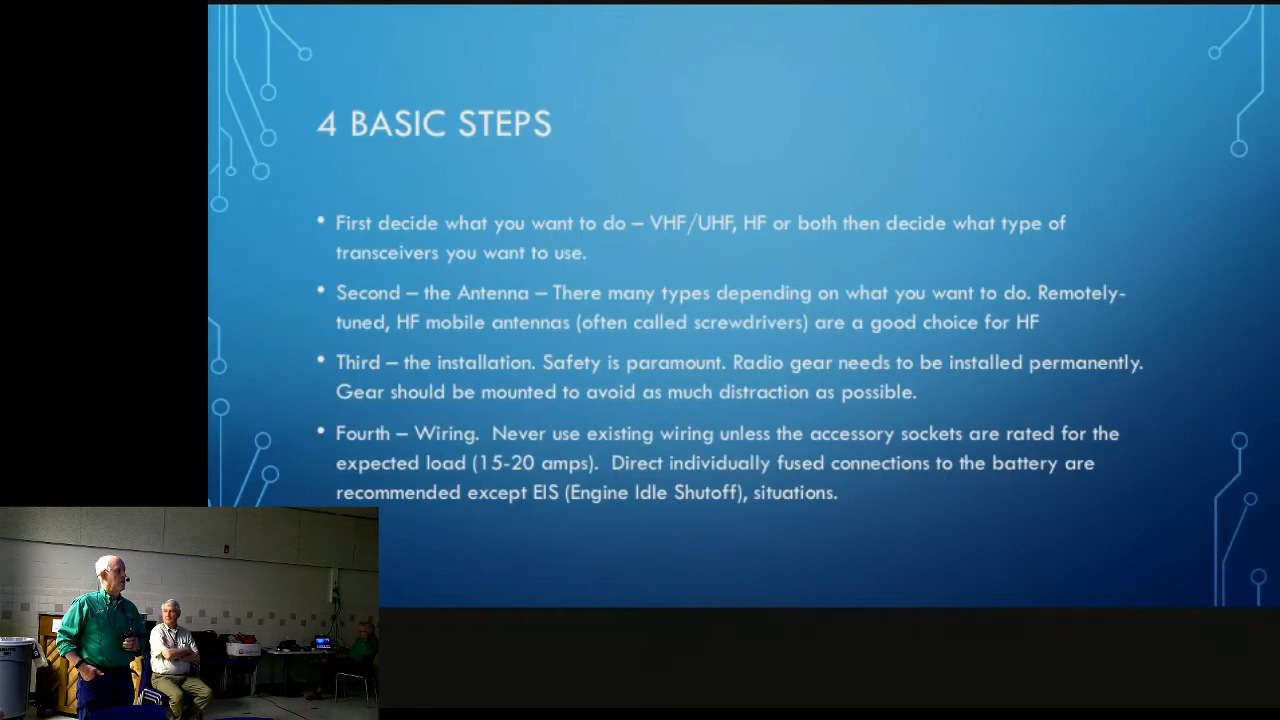 4 BASIC STEPS
• First decide what you want to do – VHF/UHF, HF or both then decide what type of
transceivers you want to use.
• Second – the Antenna – There many types depending on what you want to do. Remotely-
tuned, HF mobile antennas (often called screwdrivers) are a good choice for HF
• Third – the installation. Safety is paramount. Radio gear needs to be installed permanently.
Gear should be mounted to avoid as much distraction as possible.
• Fourth – Wiring.  Never use existing wiring unless the accessory sockets are rated for the
expected load (15-20 amps).  Direct individually fused connections to the battery are
recommended except EIS (Engine Idle Shutoff), situations.